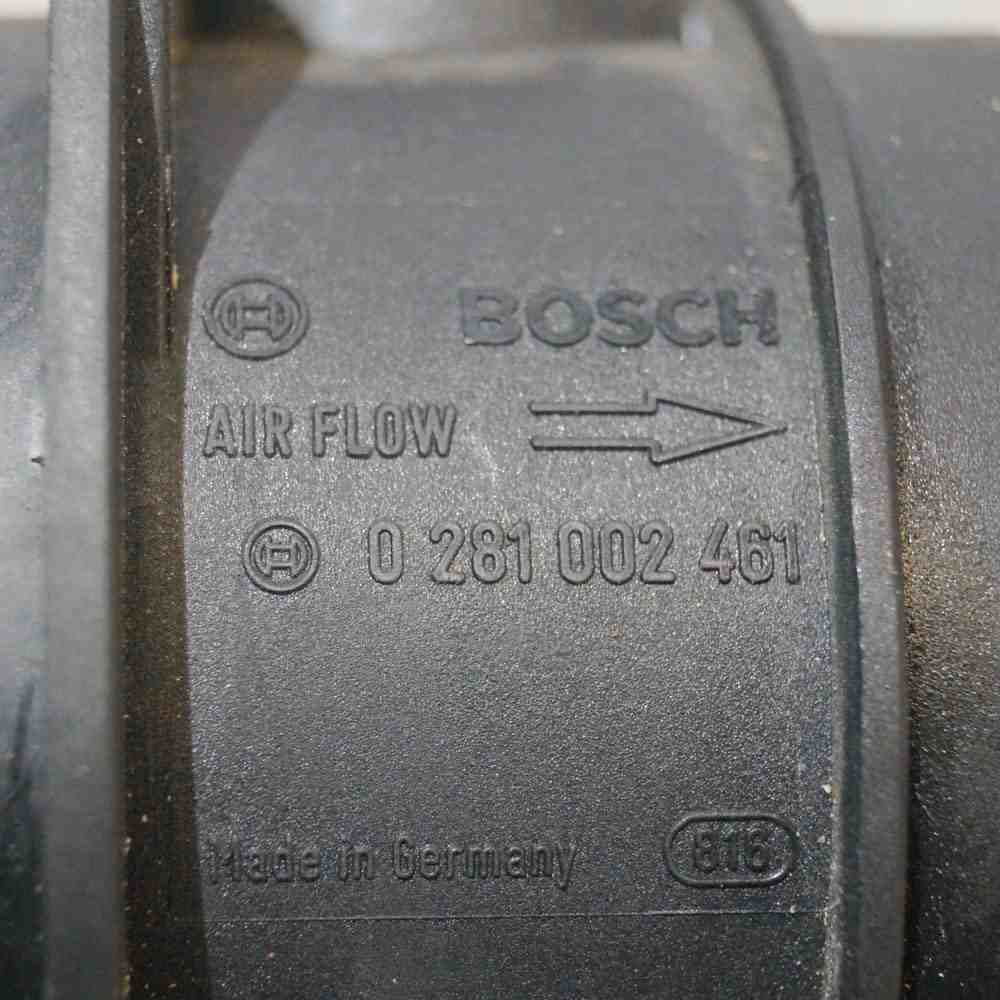 BOSCH
AIR FLOW
0 281 002 461
Made in Germany
816